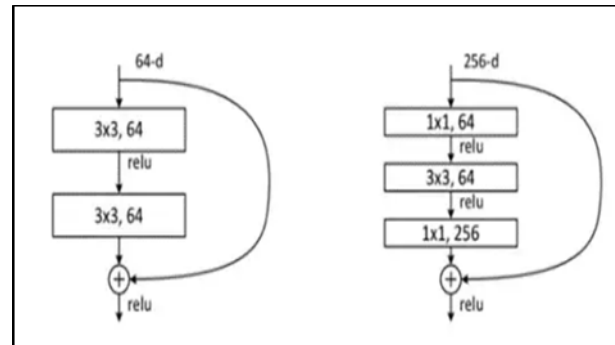 64-d
3x3, 64
relu
3x3, 64
relu
256-d
1x1, 64
relu
3x3, 64
relu
1x1, 256
relu